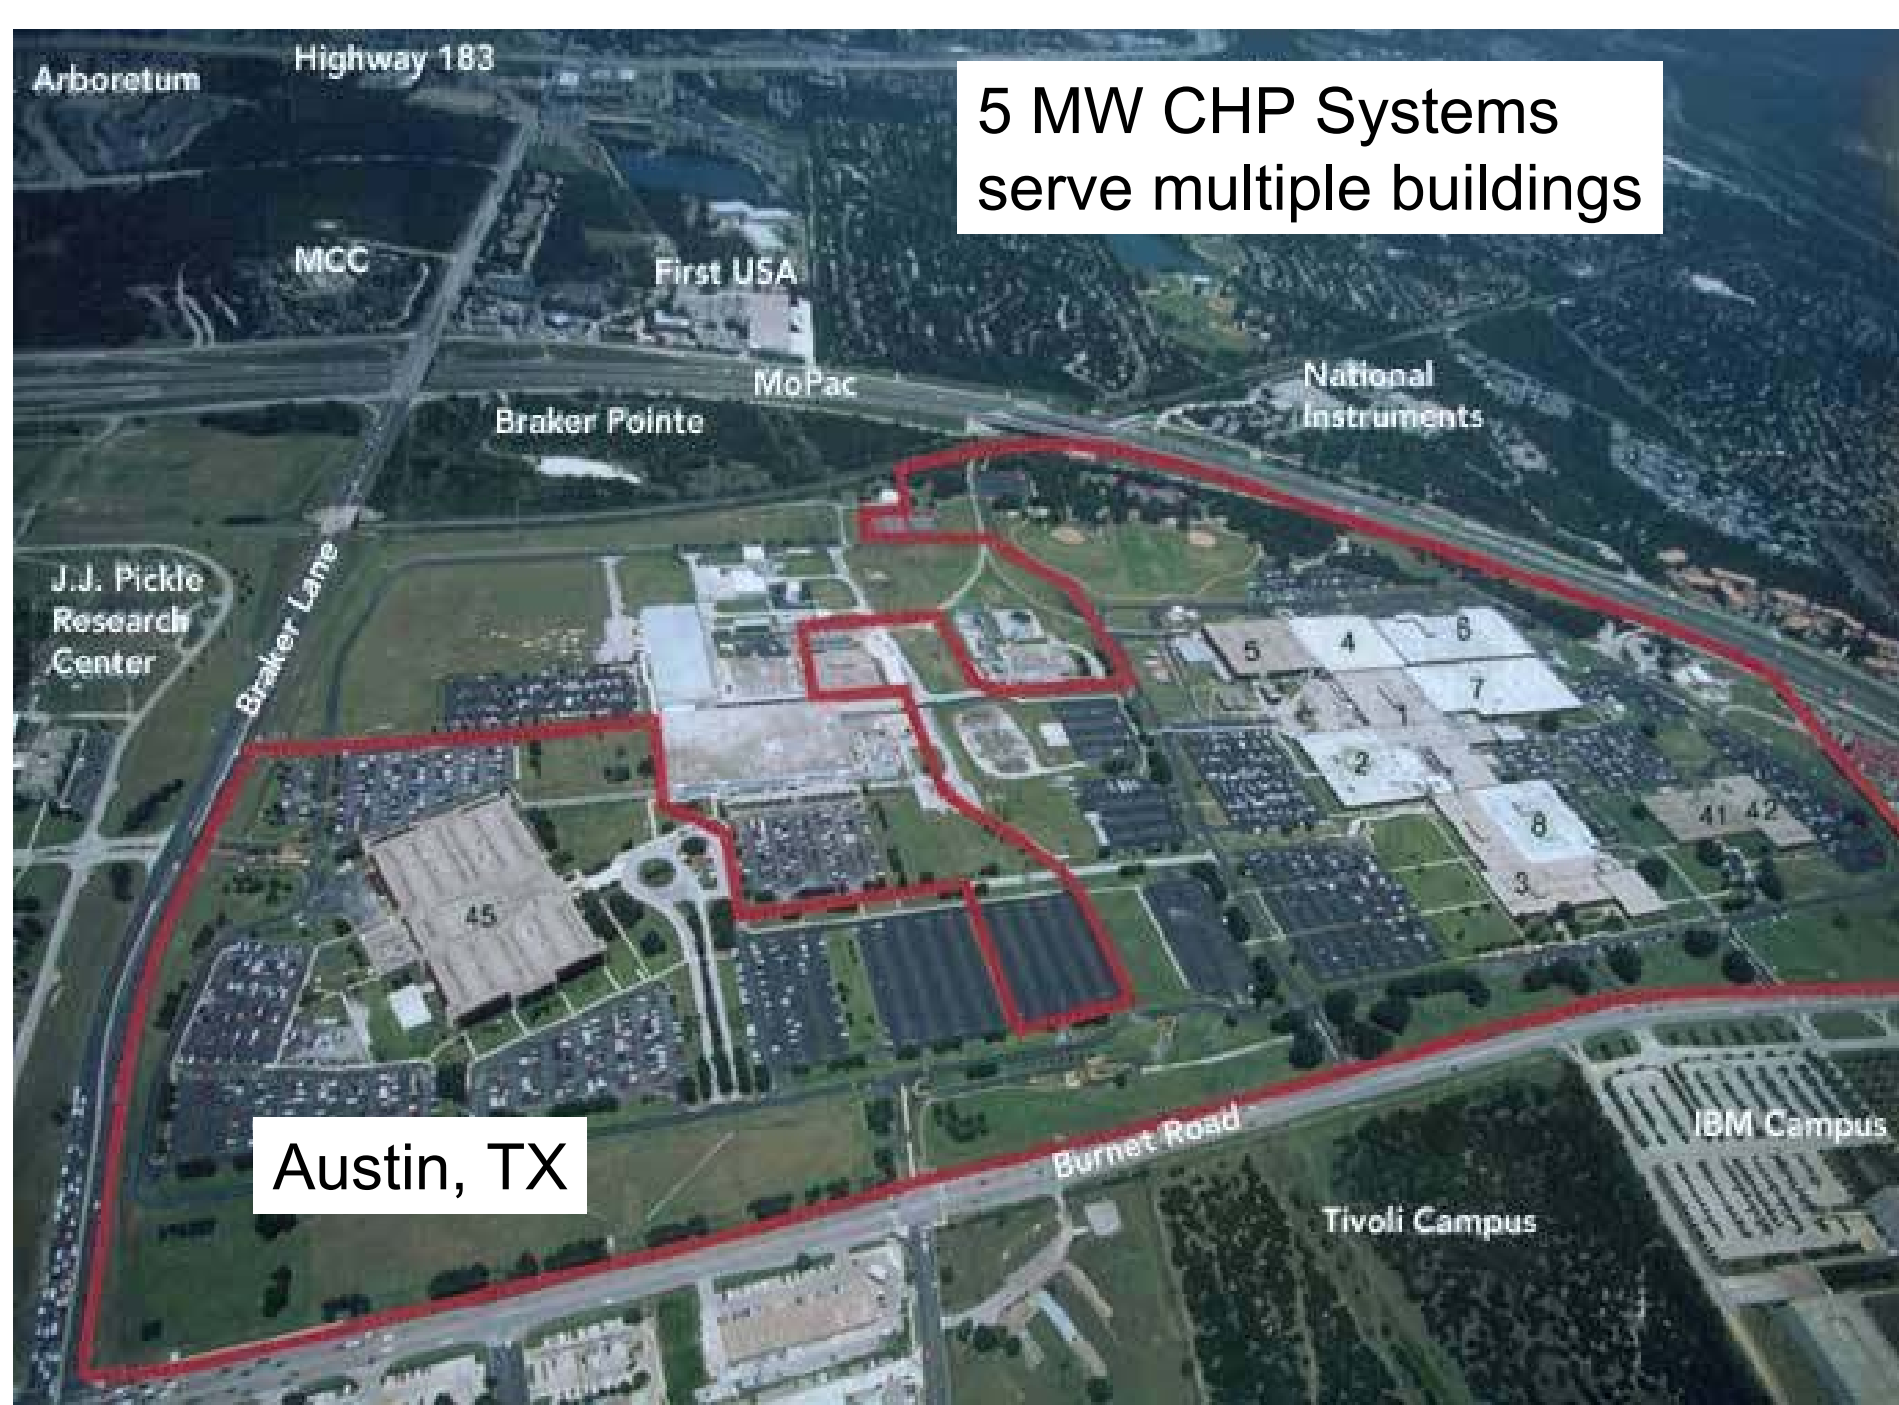 Highway 183
Arboretum
5 MW CHP Systems
serve multiple buildings
MCC
First USA
MoPac
National
Instruments
Braker Pointe
J.J. Pickle
Research
Center
Braker Lane
5
4
6
7
1
2
8
41 42
3
45
Burnet Road
IBM Campus
Austin, TX
Tivoli Campus